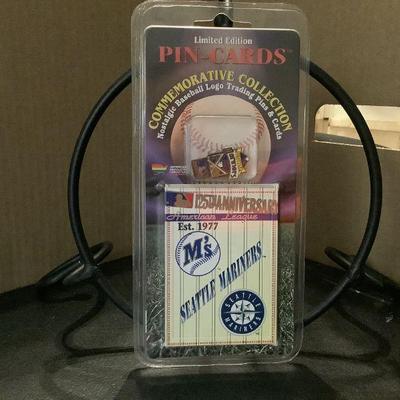 Limited Edition
PIN-CARDS™
COMMEMORATIVE COLLECTION
Nostalgic Baseball Logo Trading Pins & Cards
125TH ANNIVERSARY
American League
Est. 1977
M's
SEATTLE MARINERS
SEATTLE
MARINERS